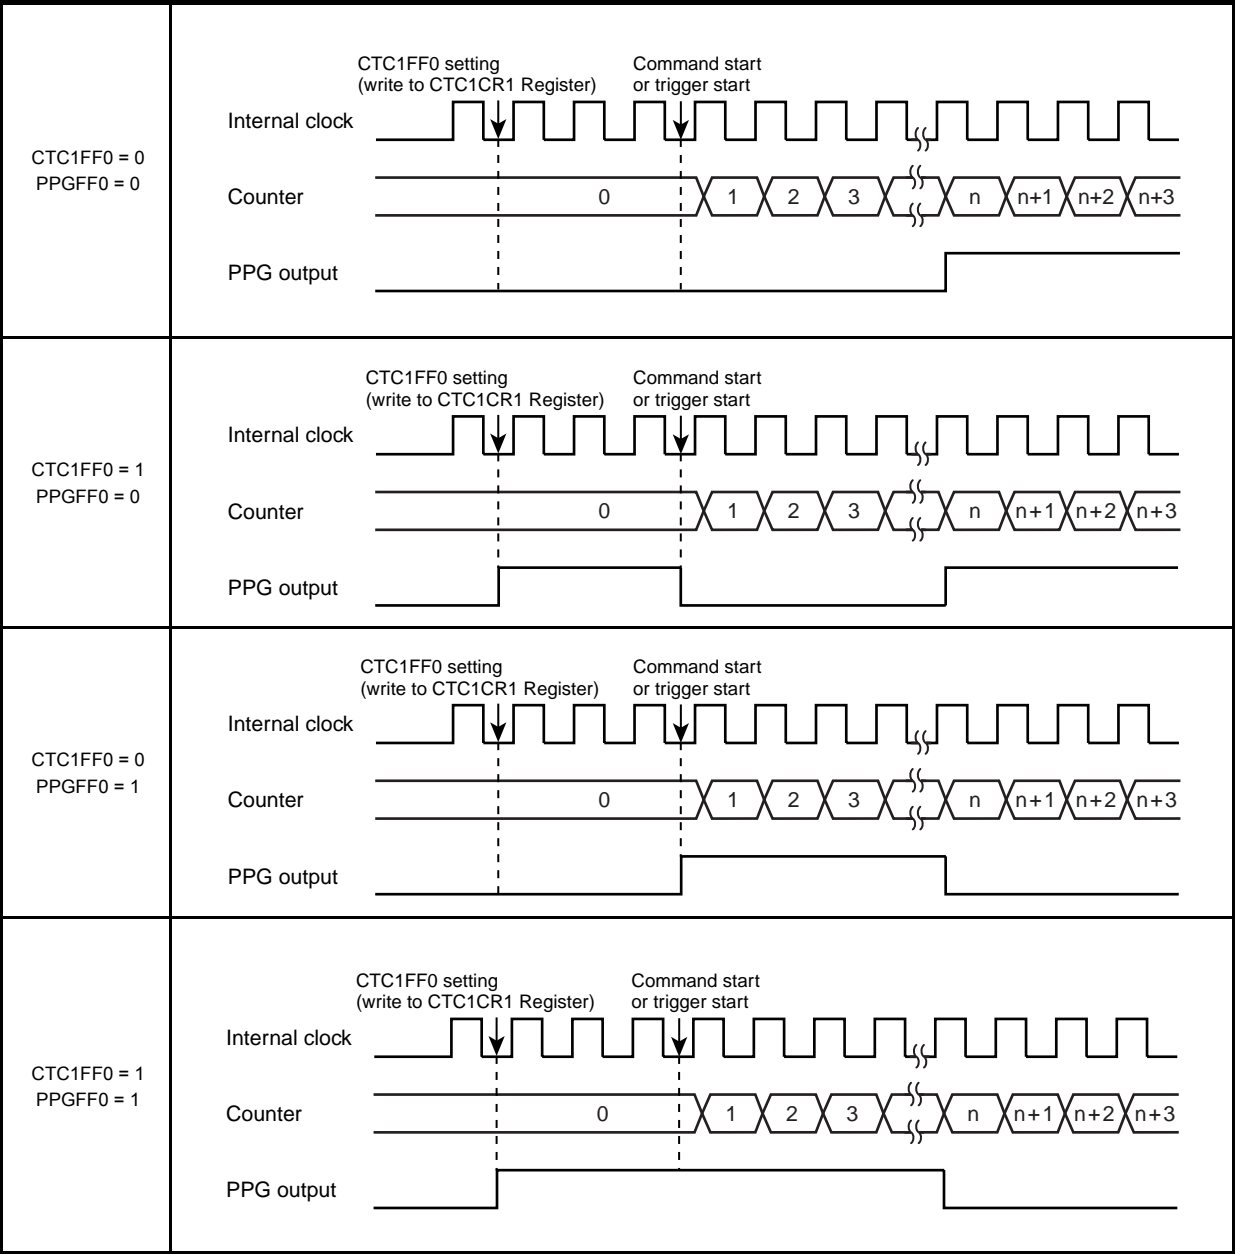 CTC1FF0 = 0
PPGFF0 = 0
CTC1FF0 setting
(write to CTC1CR1 Register)
Command start
or trigger start
Internal clock
Counter
0 1 2 3 n n+1 n+2 n+3
PPG output
CTC1FF0 = 1
PPGFF0 = 0
CTC1FF0 setting
(write to CTC1CR1 Register)
Command start
or trigger start
Internal clock
Counter
0 1 2 3 n n+1 n+2 n+3
PPG output
CTC1FF0 = 0
PPGFF0 = 1
CTC1FF0 setting
(write to CTC1CR1 Register)
Command start
or trigger start
Internal clock
Counter
0 1 2 3 n n+1 n+2 n+3
PPG output
CTC1FF0 = 1
PPGFF0 = 1
CTC1FF0 setting
(write to CTC1CR1 Register)
Command start
or trigger start
Internal clock
Counter
0 1 2 3 n n+1 n+2 n+3
PPG output